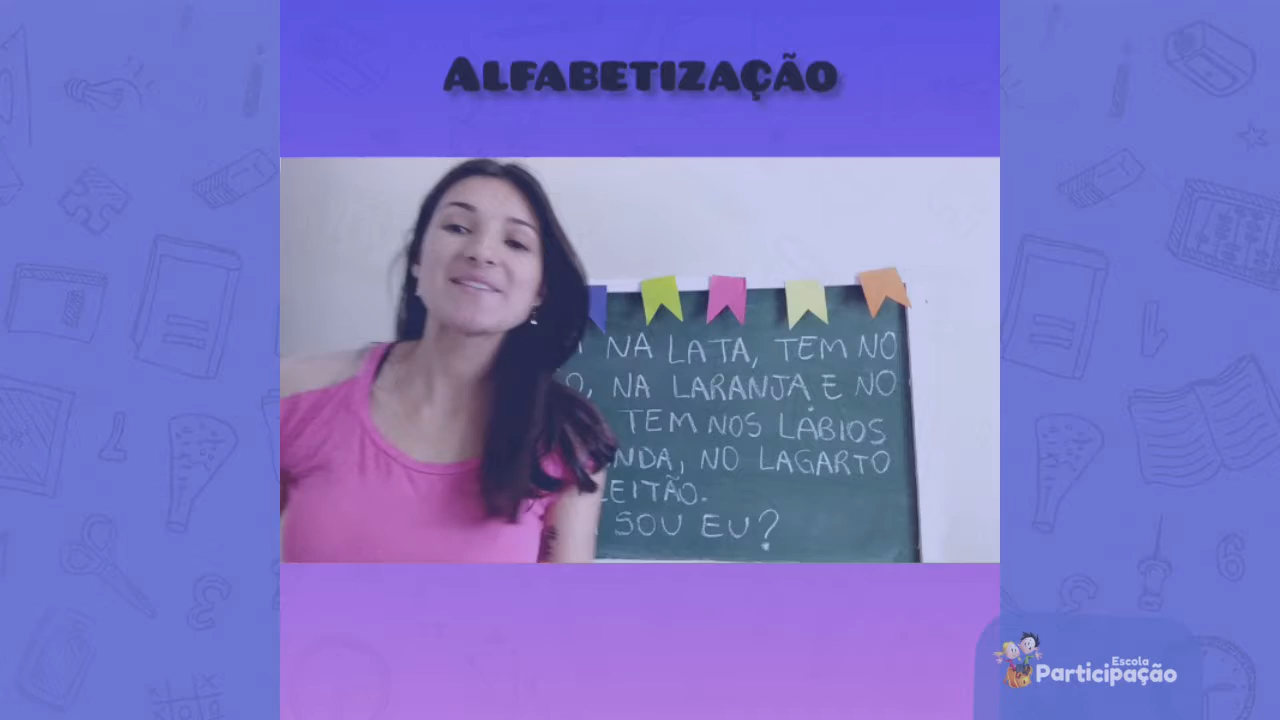 ALFABETIZAÇÃO
NA LATA, TEM NO
O, NA LARANJA E NO
TEM NOS LÁBIOS
NDA, NO LAGARTO
LEITÃO.
SOU EU?
Escola
Participação